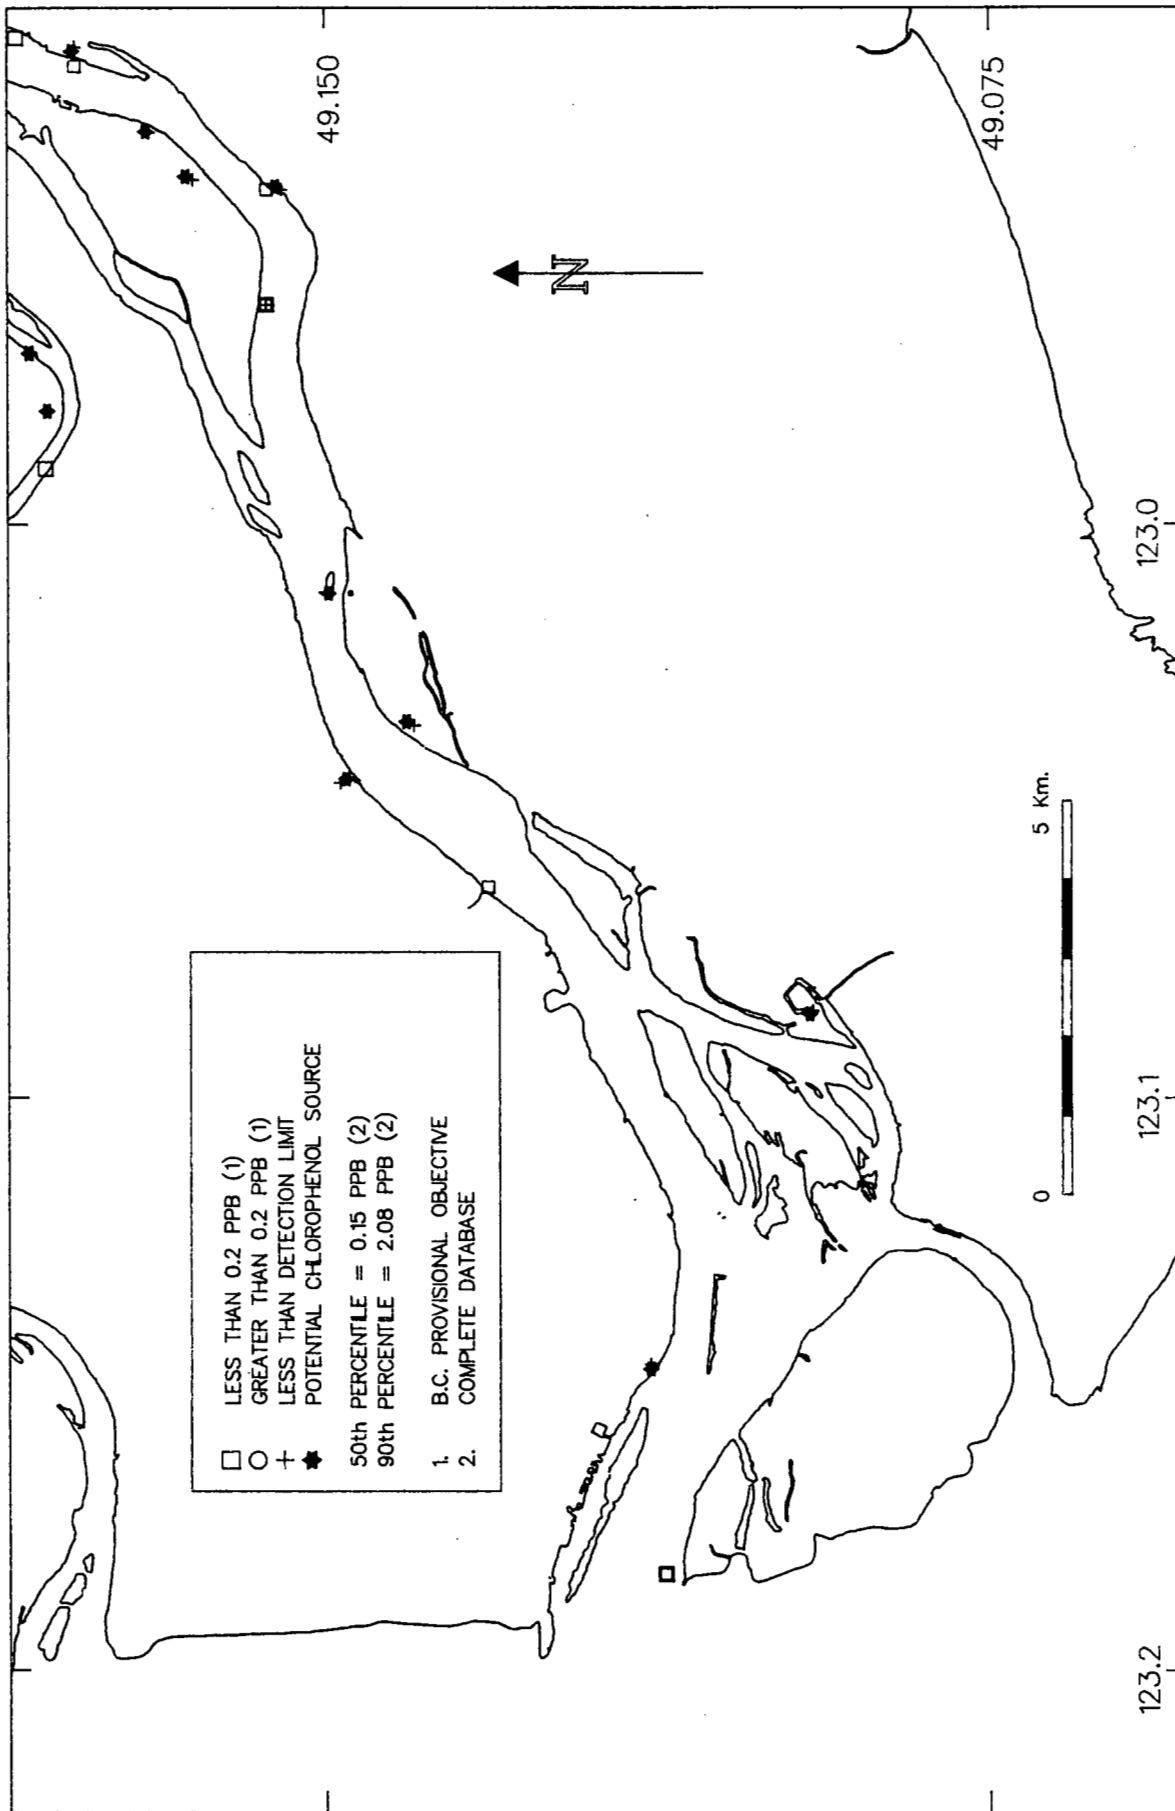 LESS THAN 0.2 PPB (1)
GREATER THAN 0.2 PPB (1)
LESS THAN DETECTION LIMIT
POTENTIAL CHLOROPHENOL SOURCE
50th PERCENTILE = 0.15 PPB (2)
90th PERCENTILE = 2.08 PPB (2)
1. B.C. PROVISIONAL OBJECTIVE
2. COMPLETE DATABASE
49.150
49.075
N
0 5 Km.
123.2 123.1 123.0